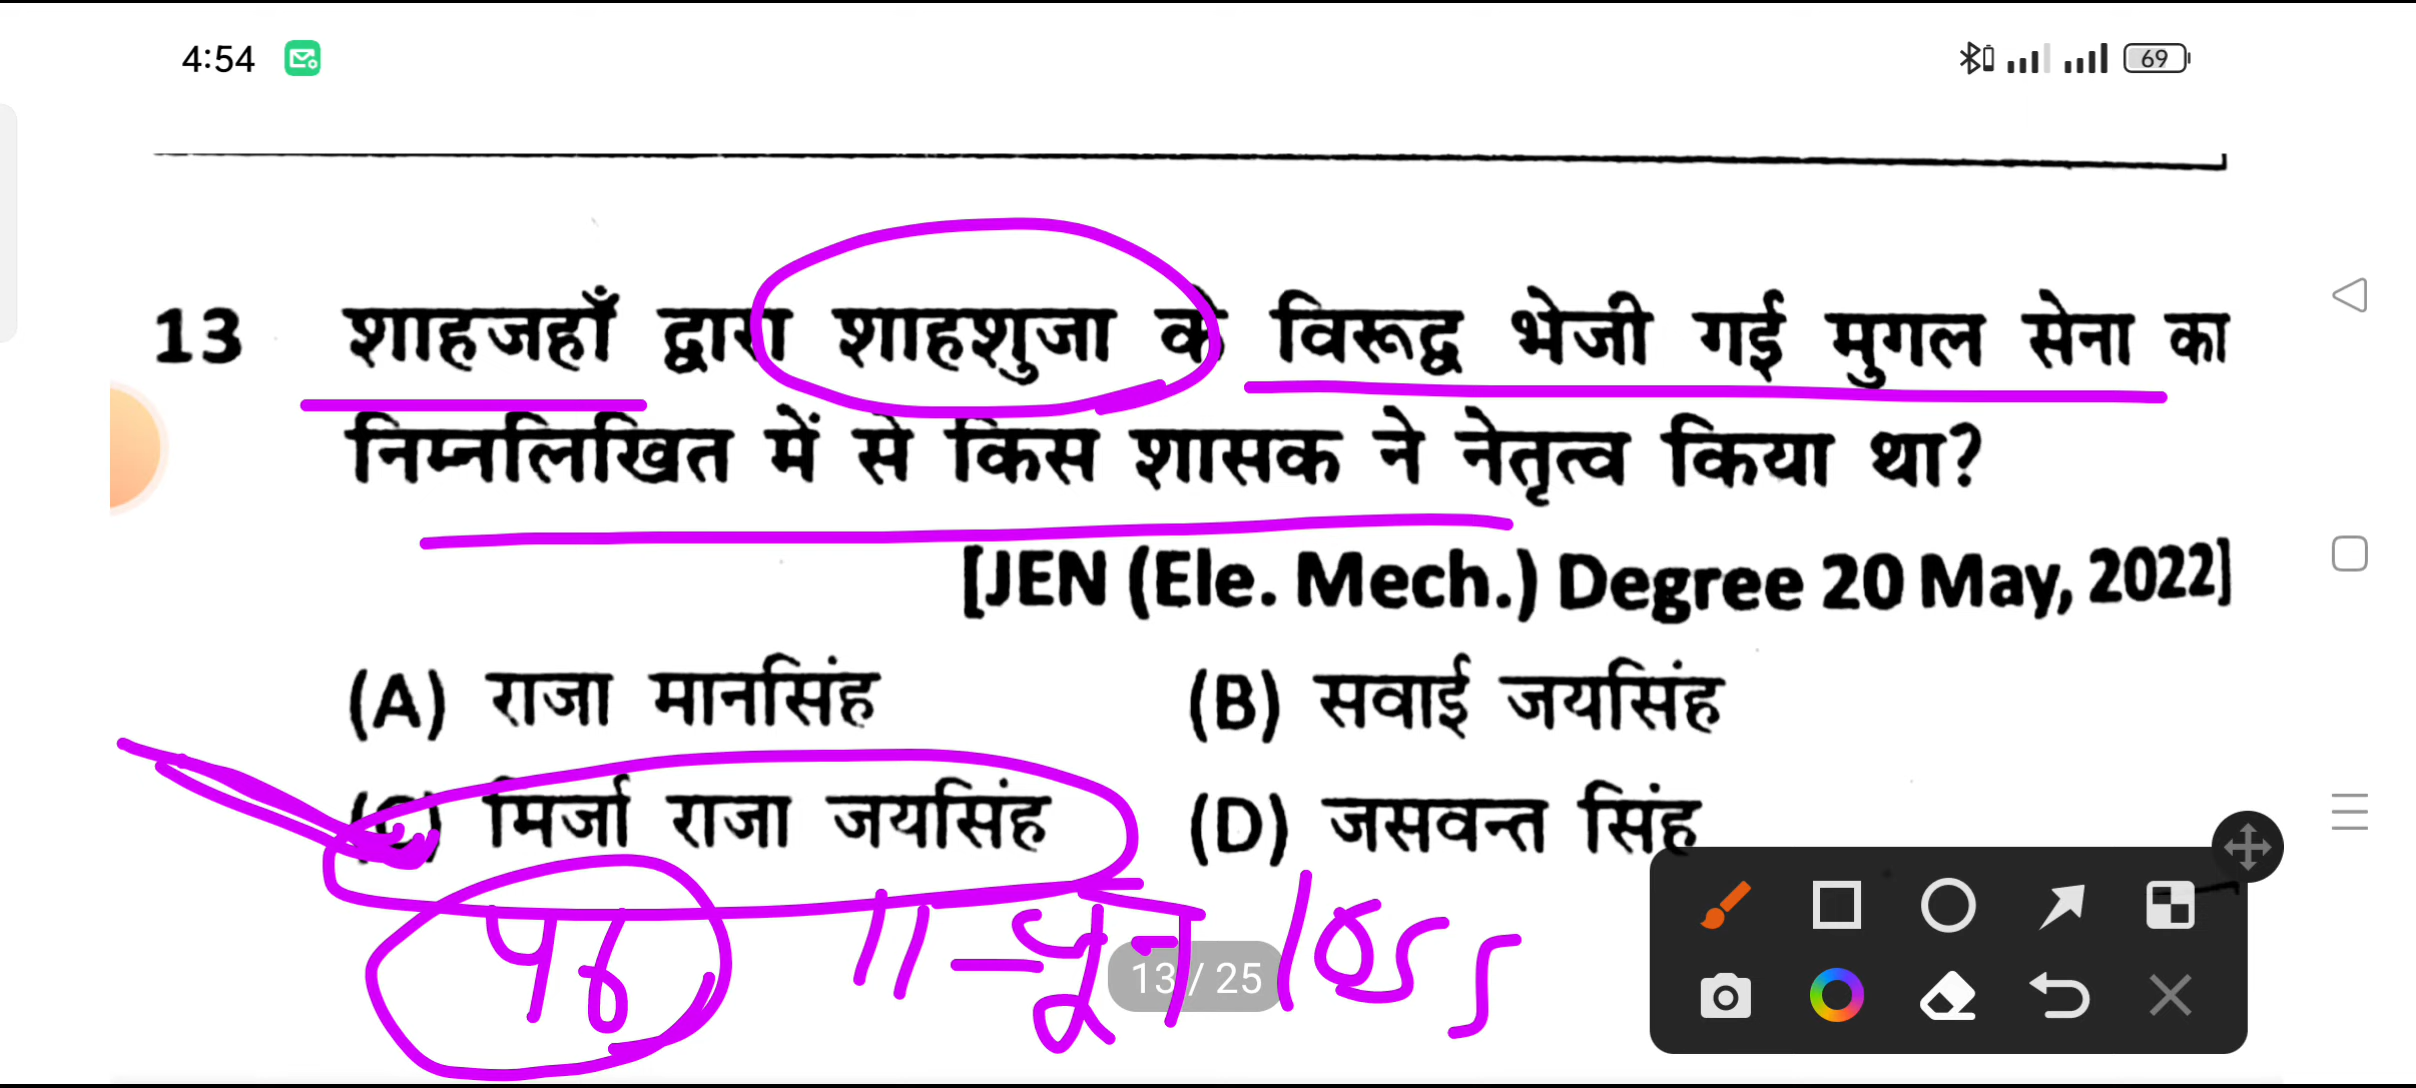 4:54
69
13 शाहजहाँ द्वारा शाहशुजा के विरूद्ध भेजी गई मुगल सेना का
निम्नलिखित में से किस शासक ने नेतृत्व किया था?
[JEN (Ele. Mech.) Degree 20 May, 2022]
(A) राजा मानसिंह
(B) सवाई जयसिंह
(C) मिर्जा राजा जयसिंह
(D) जसवन्त सिंह
13 / 25